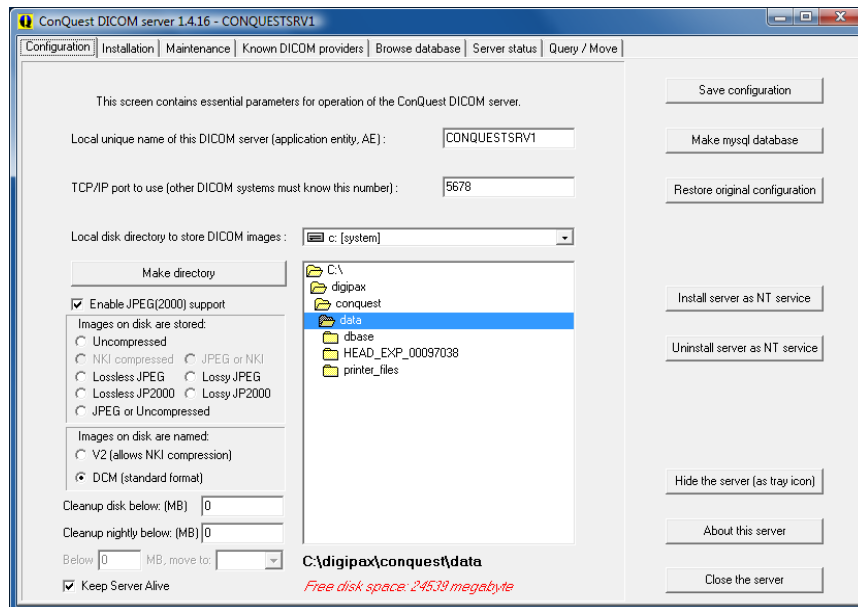 ConQuest DICOM server 1.4.16 - CONQUESTSRV1
Configuration Installation Maintenance Known DICOM providers Browse database Server status Query / Move
This screen contains essential parameters for operation of the ConQuest DICOM server.
Local unique name of this DICOM server (application entity, AE) : CONQUESTSRV1
TCP/IP port to use (other DICOM systems must know this number) : 5678
Local disk directory to store DICOM images : c: [system]
Make directory
Enable JPEG(2000) support
Images on disk are stored:
Uncompressed
NKI compressed JPEG or NKI
Lossless JPEG Lossy JPEG
Lossless JP2000 Lossy JP2000
JPEG or Uncompressed
Images on disk are named:
V2 (allows NKI compression)
DCM (standard format)
Cleanup disk below: (MB) 0
Cleanup nightly below: (MB) 0
Below 0 MB, move to:
Keep Server Alive
C:\
digipax
conquest
data
dbase
HEAD_EXP_00097038
printer_files
C:\digipax\conquest\data
Free disk space: 24539 megabyte
Save configuration
Make mysql database
Restore original configuration
Install server as NT service
Uninstall server as NT service
Hide the server (as tray icon)
About this server
Close the server